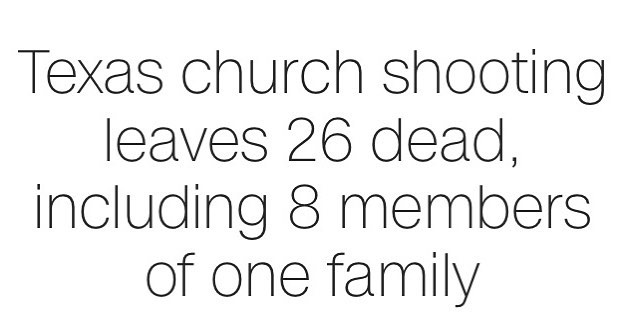 Texas church shooting
leaves 26 dead,
including 8 members
of one family